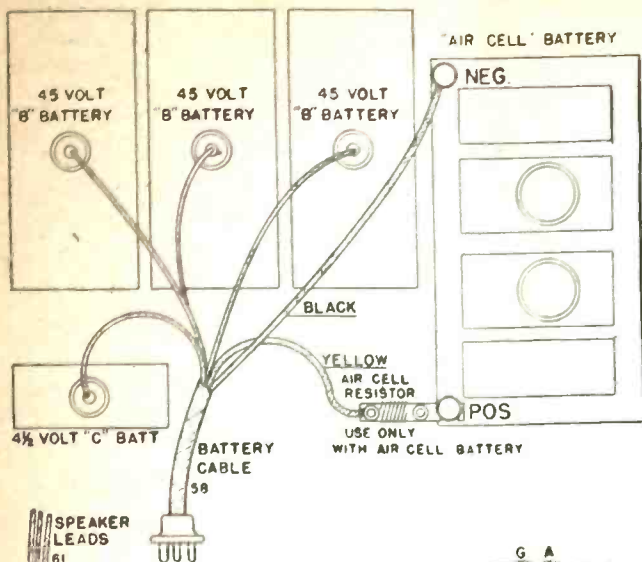 "AIR CELL" BATTERY
NEG.
45 VOLT
"B" BATTERY
45 VOLT
"B" BATTERY
45 VOLT
"B" BATTERY
BLACK
YELLOW
AIR CELL
RESISTOR
POS
USE ONLY
WITH AIR CELL BATTERY
4½ VOLT "C" BATT
BATTERY
CABLE
58
SPEAKER
LEADS
61
G A